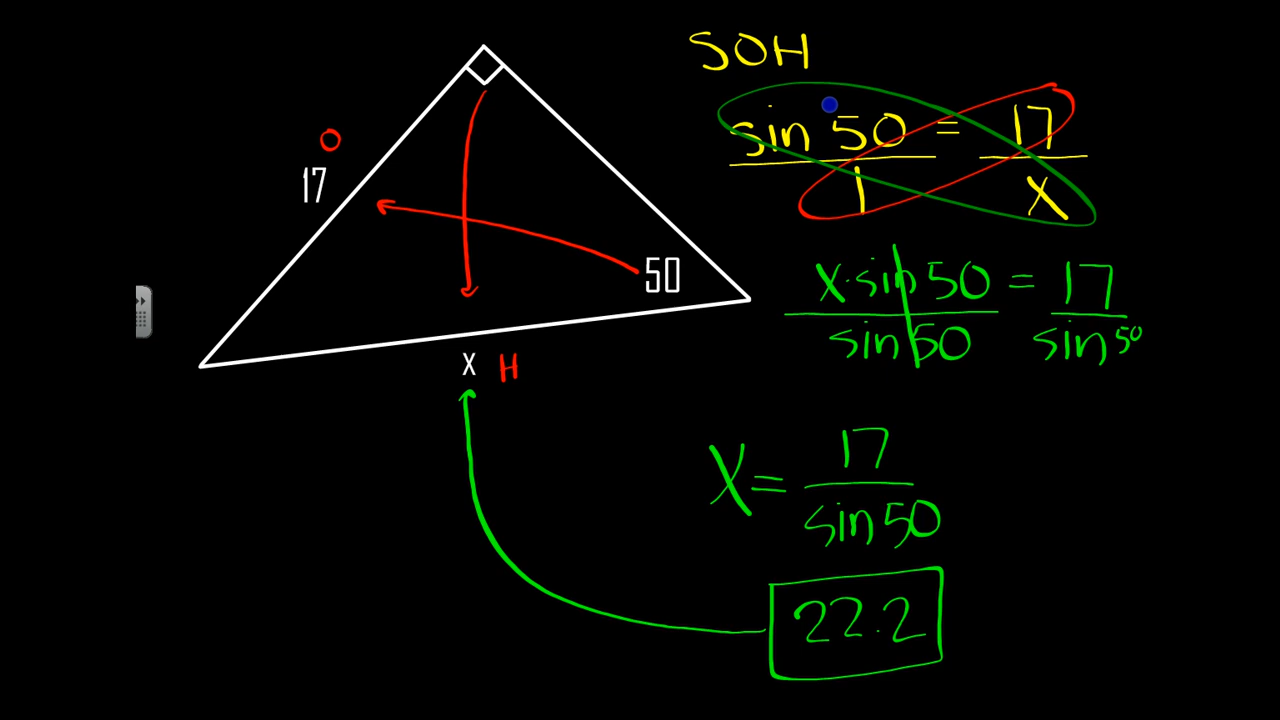 SOH
O
17
sin 50 = 17
1 x
50
x·sin 50 = 17
sin 50 sin 50
x H
x = 17
sin 50
22.2